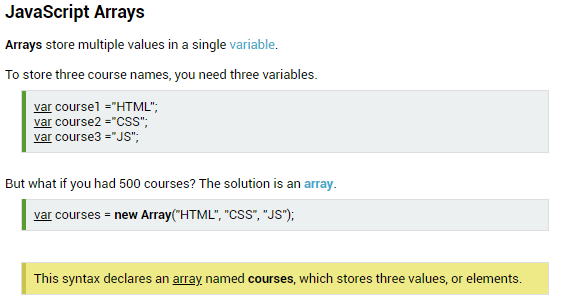 JavaScript Arrays
Arrays store multiple values in a single variable.
To store three course names, you need three variables.
var course1 ="HTML";
var course2 ="CSS";
var course3 ="JS";
But what if you had 500 courses? The solution is an array.
var courses = new Array("HTML", "CSS", "JS");
This syntax declares an array named courses, which stores three values, or elements.